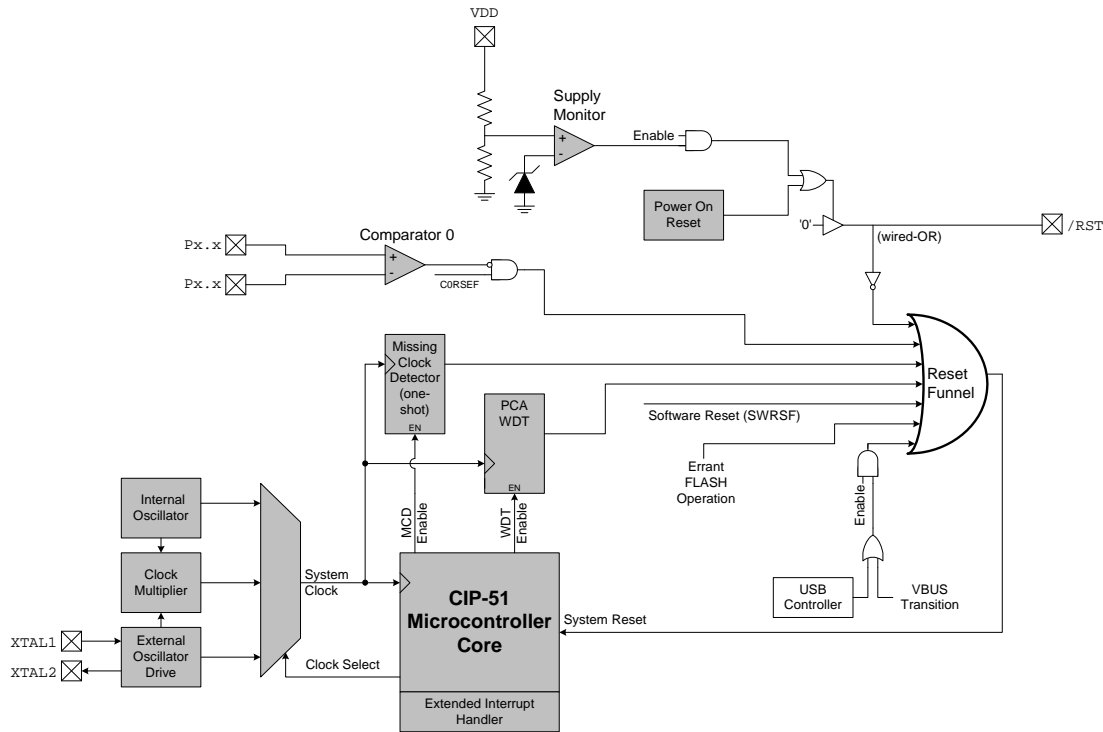 VDD
Supply
Monitor
+
-
Enable
Power On
Reset
'0'
(wired-OR)
/RST
Px.x
Px.x
Comparator 0
+
-
C0RSEF
Missing
Clock
Detector
(one-
shot)
EN
PCA
WDT
EN
Reset
Funnel
Software Reset (SWRSF)
Errant
FLASH
Operation
Enable
Internal
Oscillator
Clock
Multiplier
External
Oscillator
Drive
XTAL1
XTAL2
System
Clock
Clock Select
MCD
Enable
WDT
Enable
CIP-51
Microcontroller
Core
Extended Interrupt
Handler
System Reset
USB
Controller
VBUS
Transition